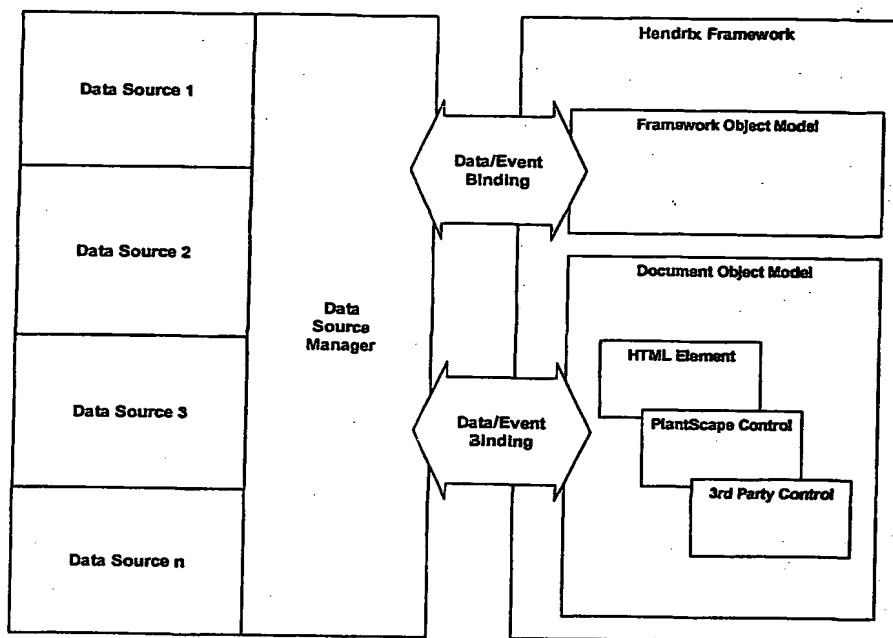 Data Source 1
Data Source 2
Data Source 3
Data Source n
Data
Source
Manager
Data/Event
Binding
Data/Event
Binding
Hendrix Framework
Framework Object Model
Document Object Model
HTML Element
PlantScape Control
3rd Party Control